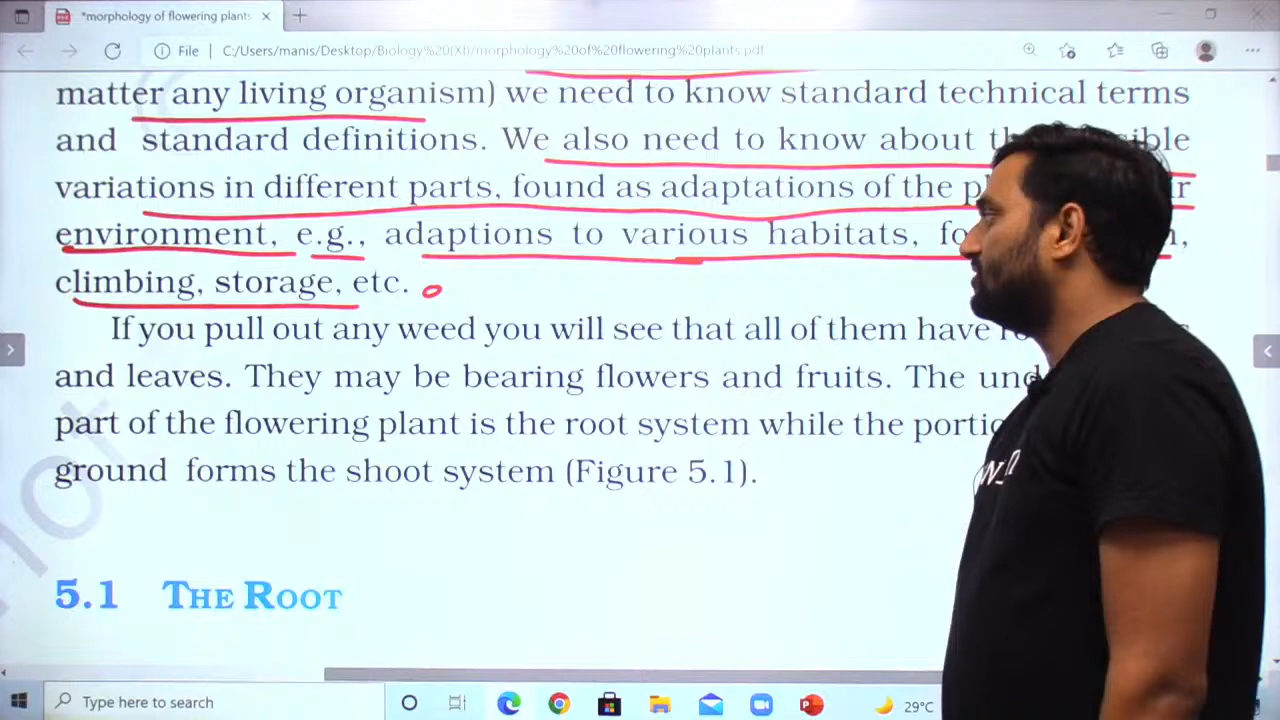 *morphology of flowering plants
File | C:/Users/manis/Desktop/Biology%20(XI)/morphology%20of%20flowering%20plants.pdf
matter any living organism) we need to know standard technical terms
and standard definitions. We also need to know about
variations in different parts, found as adaptations of the
environment, e.g., adaptions to various habitats,
climbing, storage, etc.
If you pull out any weed you will see that all of them have
and leaves. They may be bearing flowers and fruits. The
part of the flowering plant is the root system while the
ground forms the shoot system (Figure 5.1).
5.1 THE ROOT
Type here to search
29°C